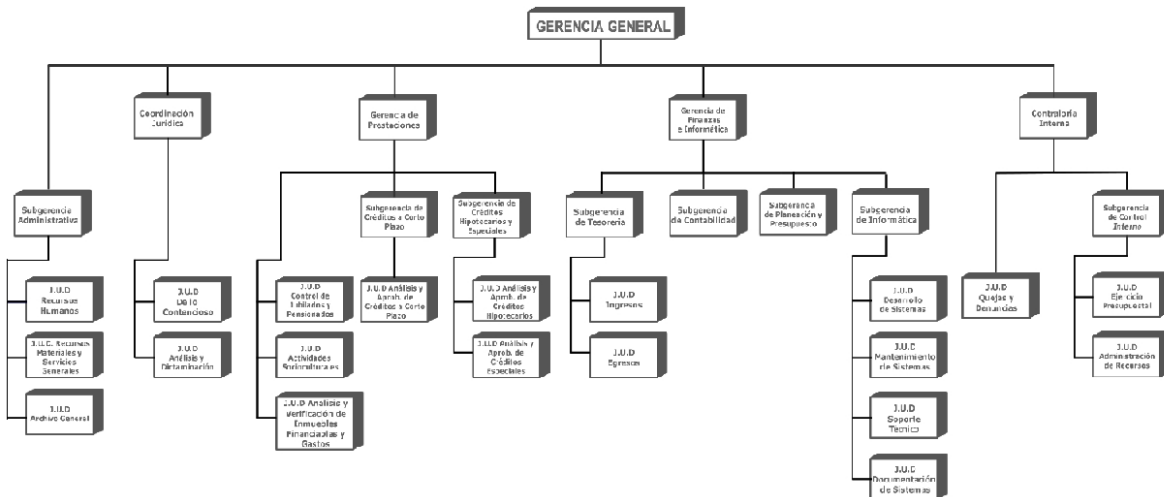 GERENCIA GENERAL
Coordinación
Jurídica
Gerencia de
Prestaciones
Gerencia de
Finanzas
e Informática
Contraloría
Interna
Subgerencia
Administrativa
Subgerencia de
Créditos a Corto
Plazo
Subgerencia de
Créditos
Hipotecarios y
Especiales
Subgerencia
de Tesorería
Subgerencia
de Contabilidad
Subgerencia
de Planeación y
Presupuesto
Subgerencia
de Informática
Subgerencia
de Control
Interno
J.U.D
Recursos
Humanos
J.U.D. Recursos
Materiales y
Servicios
Generales
J.U.D
Archivo General
J.U.D
De lo
Contencioso
J.U.D
Análisis y
Dictaminación
J.U.D
Control de
Jubilados y
Pensionados
J.U.D
Actividades
Socioculturales
J.U.D Análisis y
Verificación de
Inmuebles
Financiables y
Gastos
J.U.D Análisis y
Aprob. de
Créditos a Corto
Plazo
J.U.D Análisis y
Aprob. de
Créditos
Hipotecarios
J.U.D Análisis y
Aprob. de
Créditos
Especiales
J.U.D
Ingresos
J.U.D
Egresos
J.U.D
Desarrollo
de Sistemas
J.U.D
Mantenimiento
de Sistemas
J.U.D
Soporte
Técnico
J.U.D
Documentación
de Sistemas
J.U.D
Quejas y
Denuncias
J.U.D
Ejercicio
Presupuestal
J.U.D
Administración
de Recursos